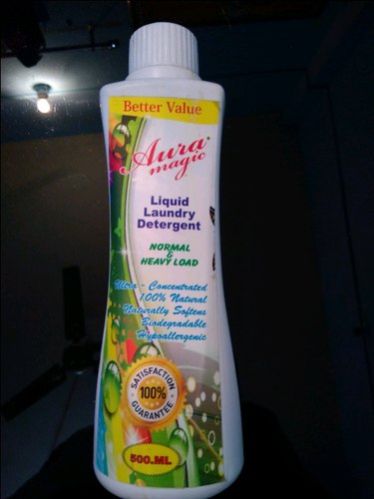 Better Value
Aura
magic
Liquid
Laundry
Detergent
NORMAL
&
HEAVY LOAD
Ultra - Concentrated
100% Natural
Naturally Softens
Biodegradable
Hypoallergenic
SATISFACTION
100%
GUARANTEE
500.ML